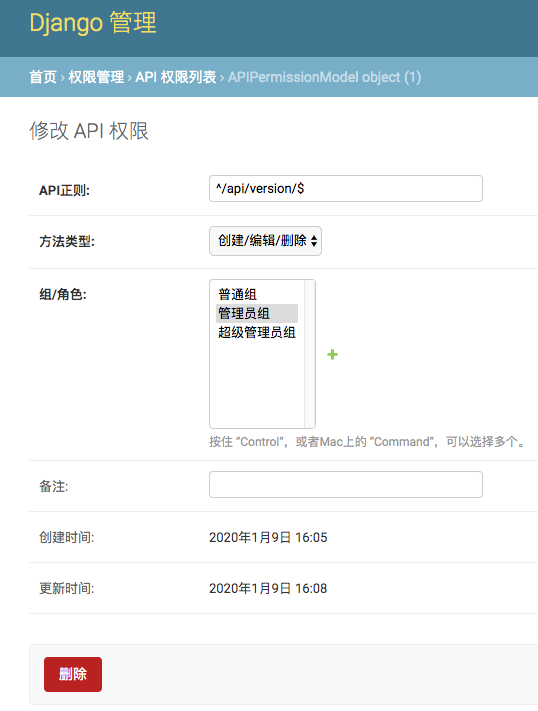 Django 管理
首页 › 权限管理 › API 权限列表 › APIPermissionModel object (1)
修改 API 权限
API正则: ^/api/version/$
方法类型: 创建/编辑/删除
组/角色:
普通组
管理员组
超级管理员组
按住 “Control”，或者Mac上的 “Command”，可以选择多个。
备注:
创建时间: 2020年1月9日 16:05
更新时间: 2020年1月9日 16:08
删除